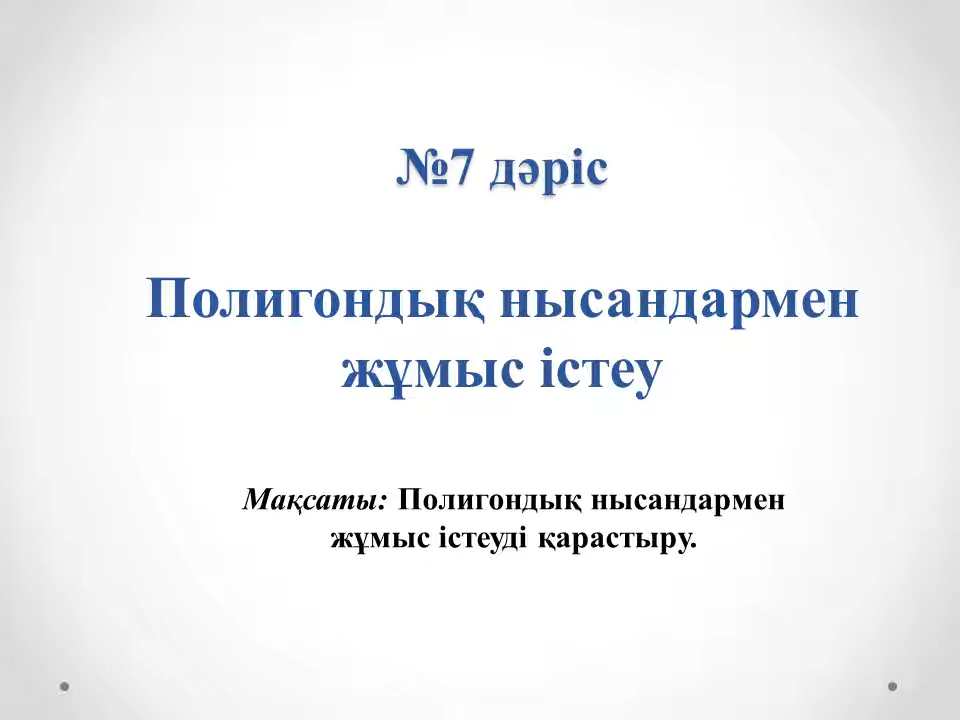 №7 дәріс
Полигондық нысандармен
жұмыс істеу
Мақсаты: Полигондық нысандармен
жұмыс істеуді қарастыру.